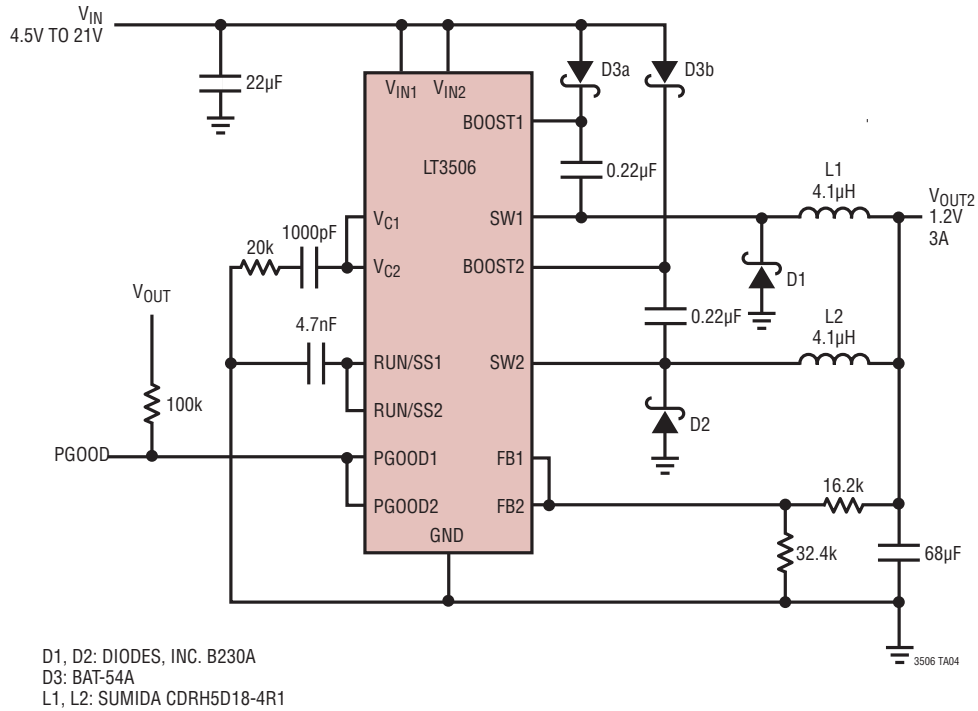 VIN
4.5V TO 21V
22µF
VIN1 VIN2
D3a
D3b
BOOST1
LT3506
0.22µF
L1
4.1µH
VOUT2
1.2V
3A
VC1
SW1
20k
1000pF
VC2
BOOST2
D1
VOUT
4.7nF
0.22µF
L2
4.1µH
RUN/SS1
SW2
100k
RUN/SS2
D2
PGOOD
PGOOD1
FB1
16.2k
PGOOD2
FB2
GND
32.4k
68µF
3506 TA04
D1, D2: DIODES, INC. B230A
D3: BAT-54A
L1, L2: SUMIDA CDRH5D18-4R1